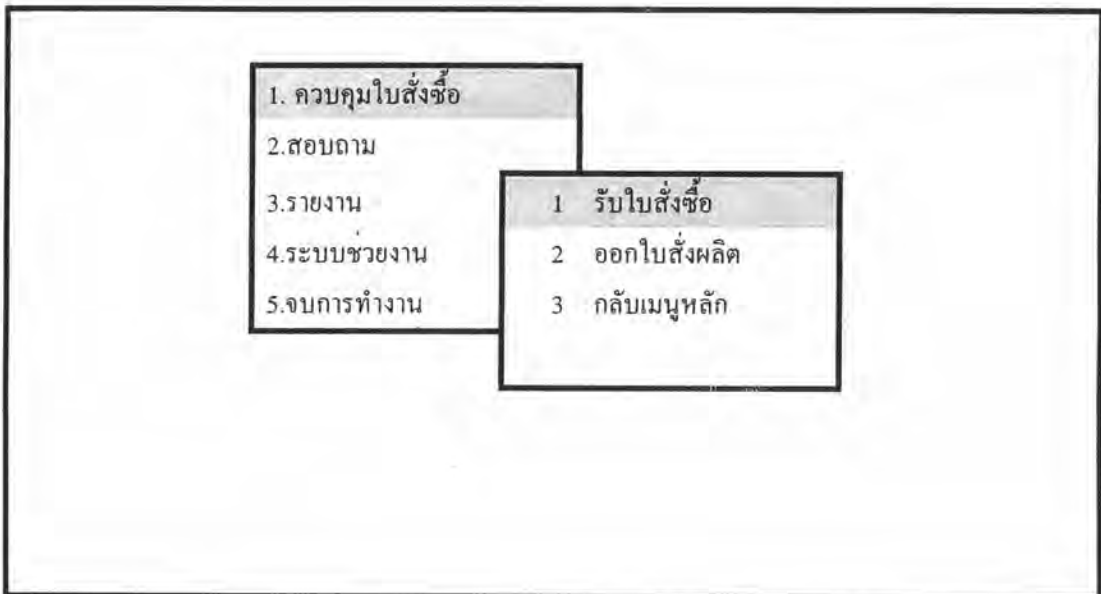 1. ควบคุมใบสั่งซื้อ
2.สอบถาม
3.รายงาน
4.ระบบช่วยงาน
5.จบการทำงาน
1 รับใบสั่งซื้อ
2 ออกใบสั่งผลิต
3 กลับเมนูหลัก